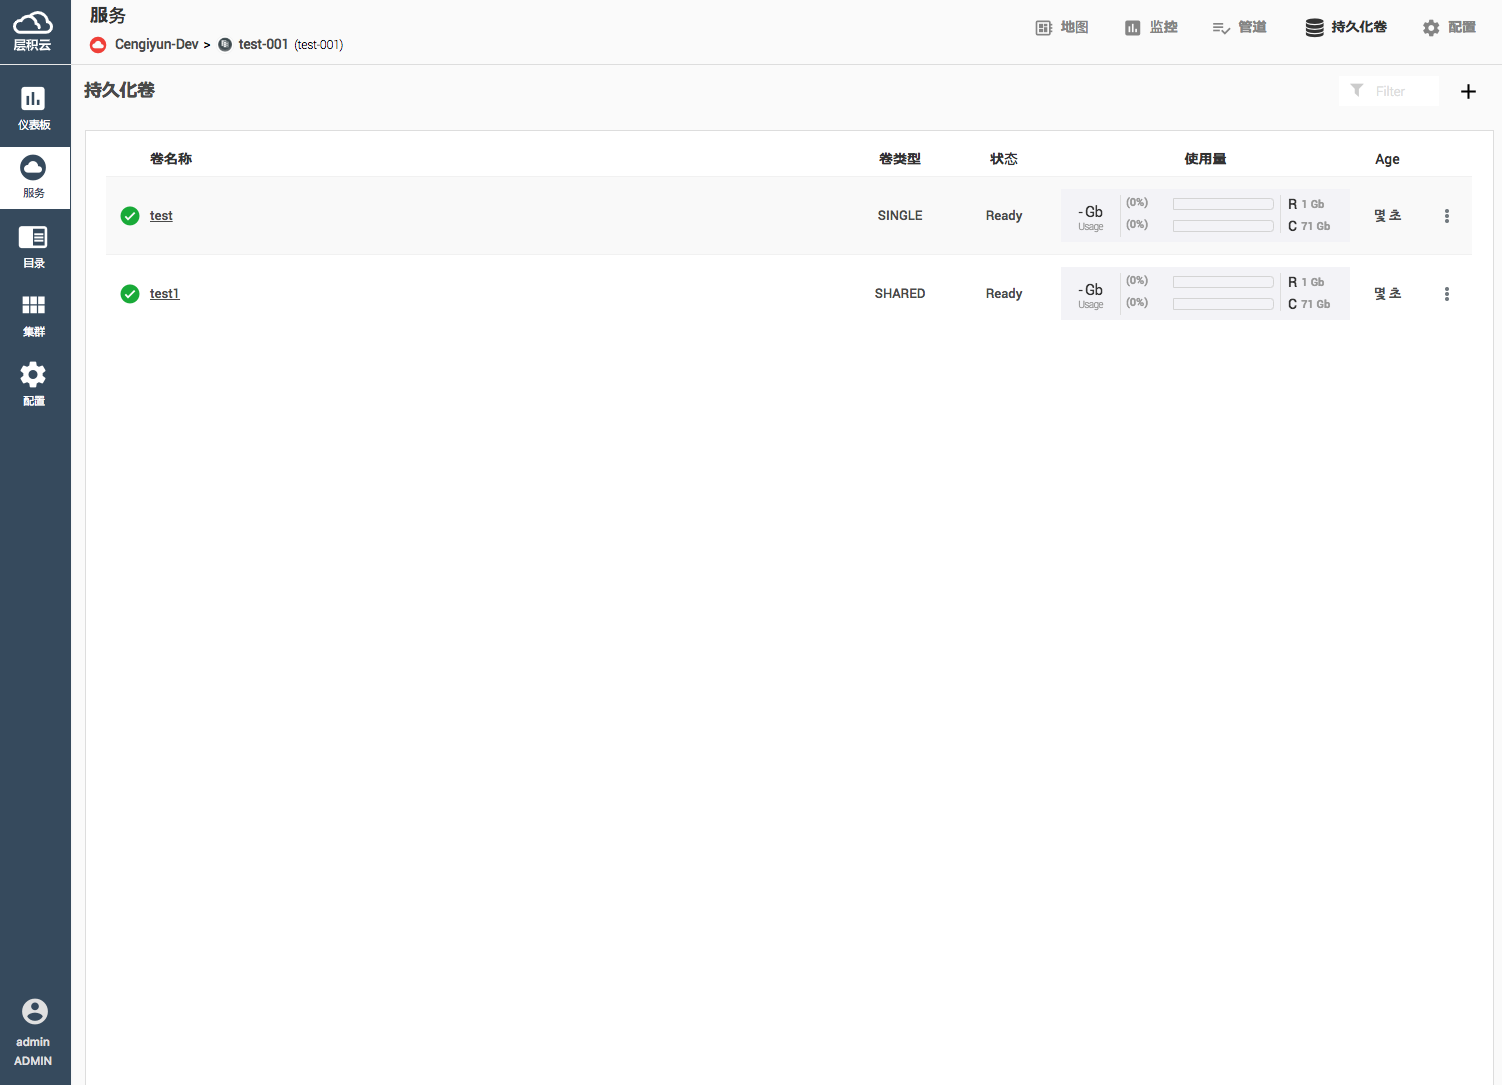 层积云
服务
Cengiyun-Dev > test-001 (test-001)
地图
监控
管道
持久化卷
配置
仪表板
服务
目录
集群
配置
admin
ADMIN
持久化卷
Filter
卷名称 卷类型 状态 使用量 Age
test SINGLE Ready - Gb Usage (0%) (0%) R 1 Gb C 71 Gb 몇 초
test1 SHARED Ready - Gb Usage (0%) (0%) R 1 Gb C 71 Gb 몇 초